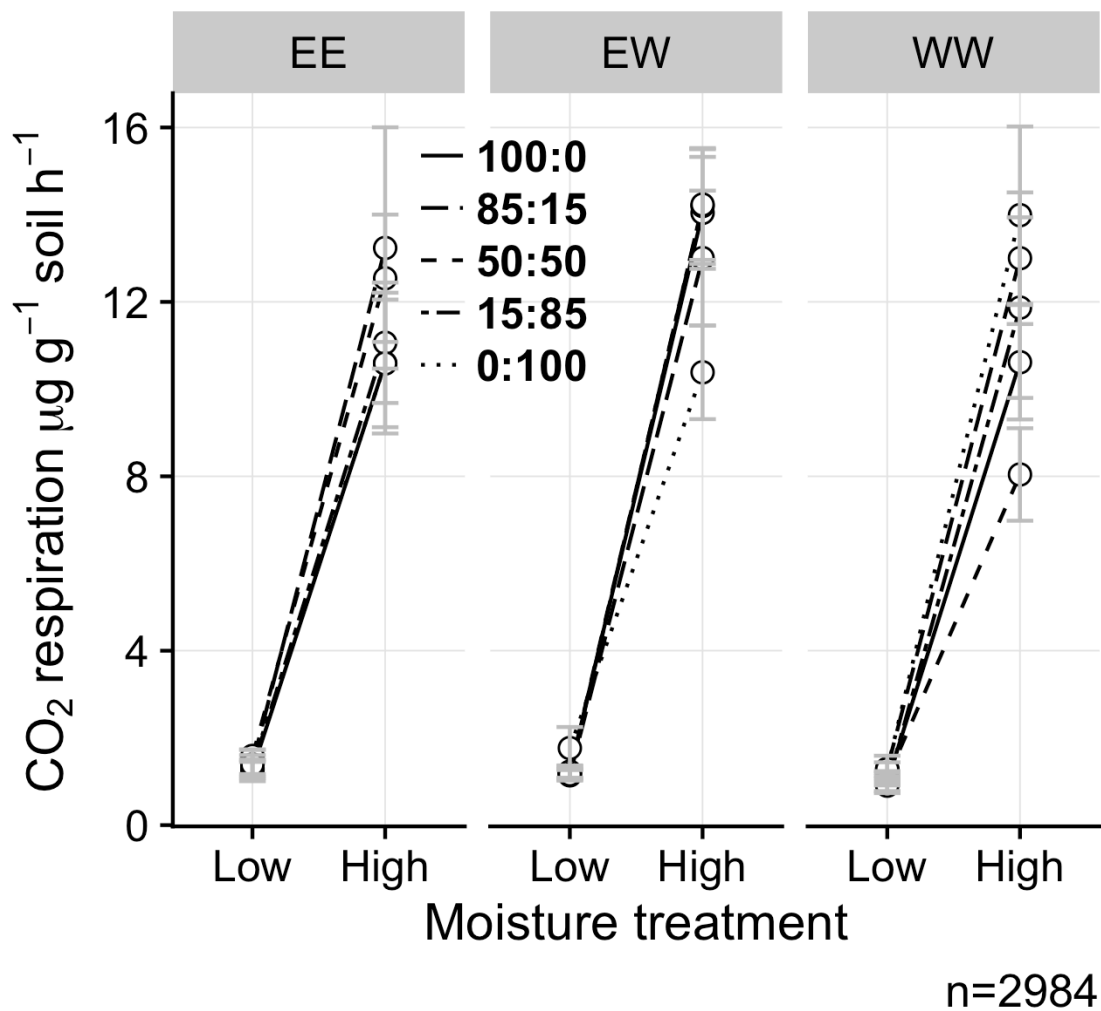 EE EW WW
CO₂ respiration µg g⁻¹ soil h⁻¹
16
12
8
4
0
100:0
85:15
50:50
15:85
0:100
Low High Low High Low High
Moisture treatment
n=2984